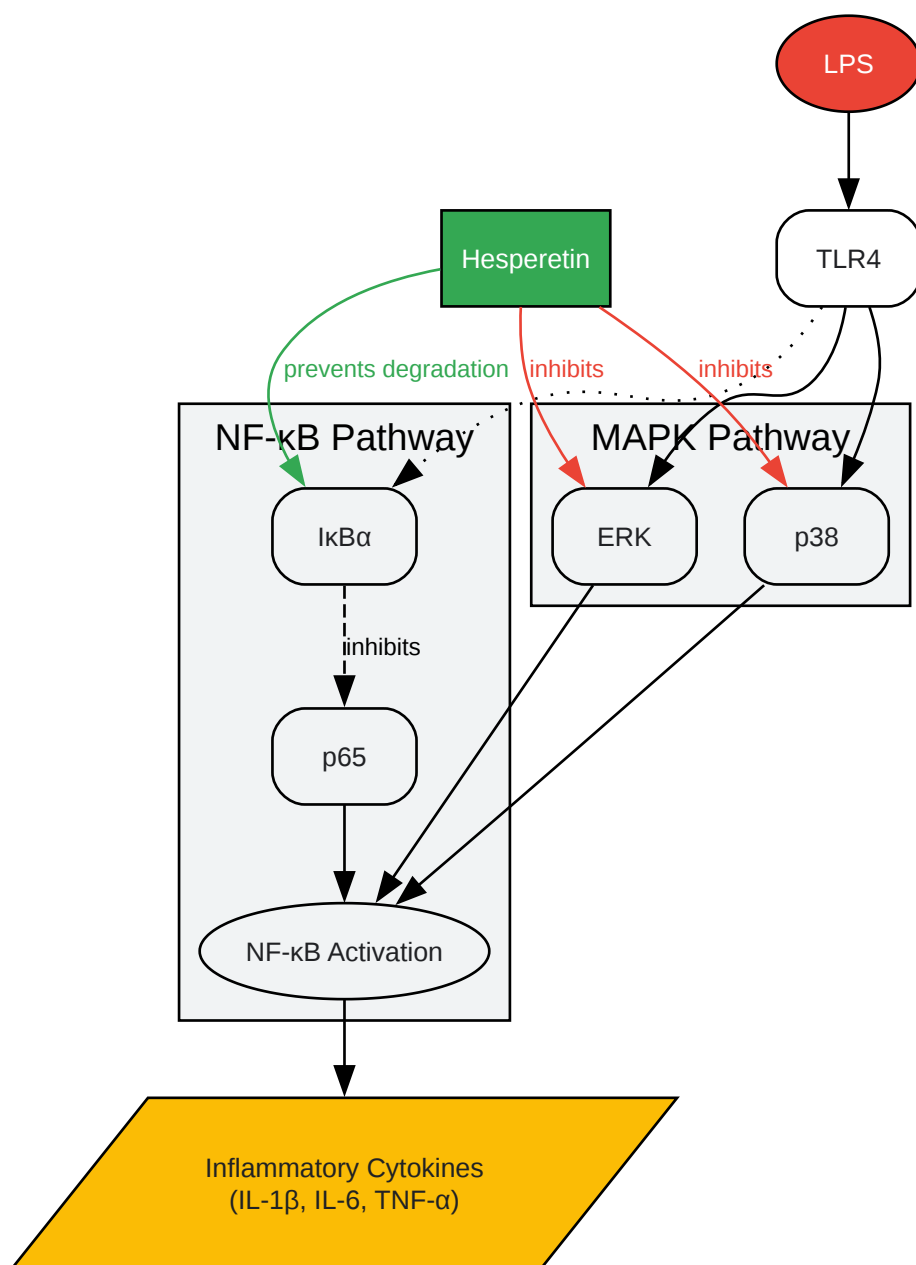 LPS
Hesperetin
TLR4
prevents degradation
inhibits
inhibits
NF-κB Pathway
MAPK Pathway
IκBα
ERK
p38
inhibits
p65
NF-κB Activation
Inflammatory Cytokines
(IL-1β, IL-6, TNF-α)